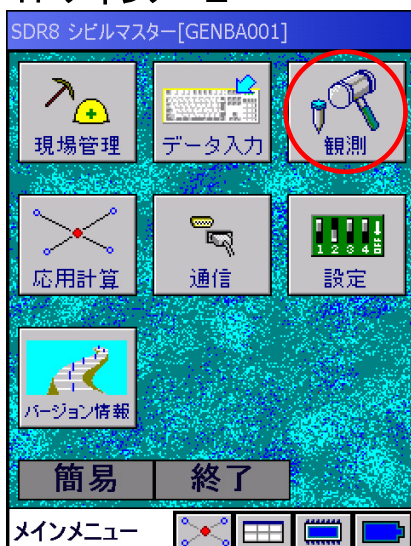 SDR8 シビルマスター[GENBA001]
現場管理
データ入力
観測
応用計算
通信
1 2 3 4
設定
バージョン情報
簡易
終了
メインメニュー